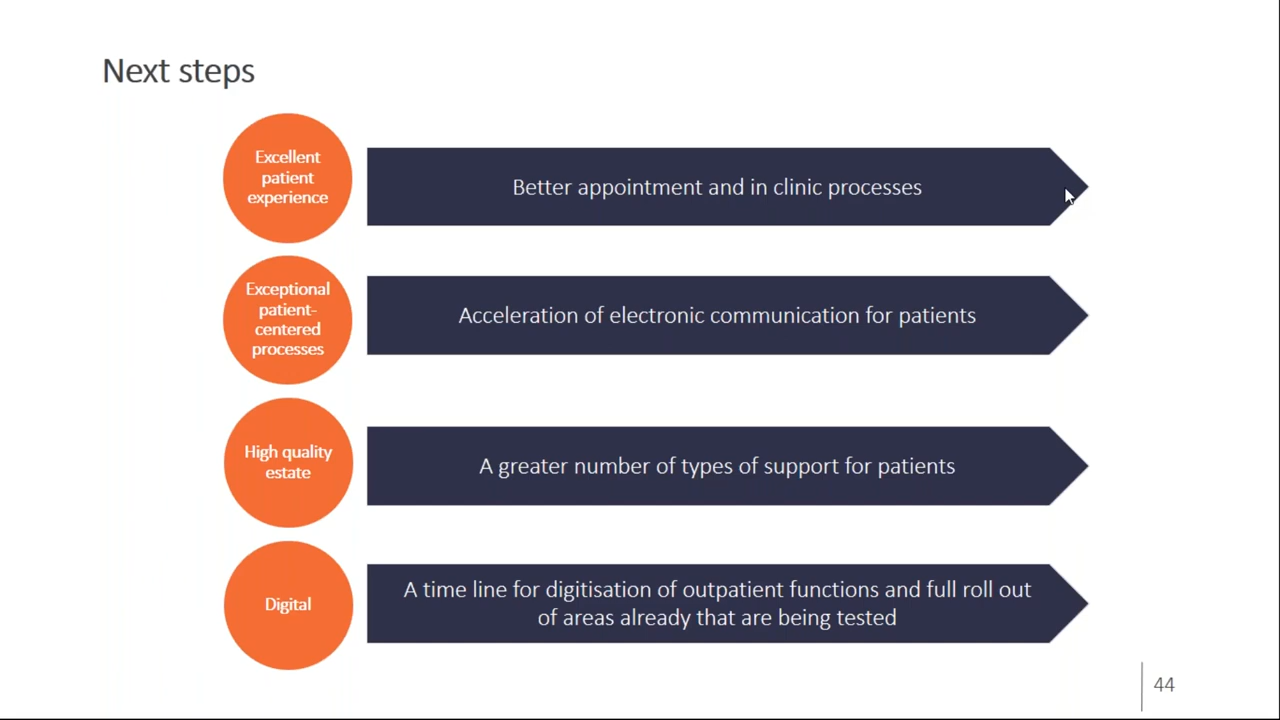 Next steps
Excellent
patient
experience
Better appointment and in clinic processes
Exceptional
patient-
centered
processes
Acceleration of electronic communication for patients
High quality
estate
A greater number of types of support for patients
Digital
A time line for digitisation of outpatient functions and full roll out
of areas already that are being tested
44